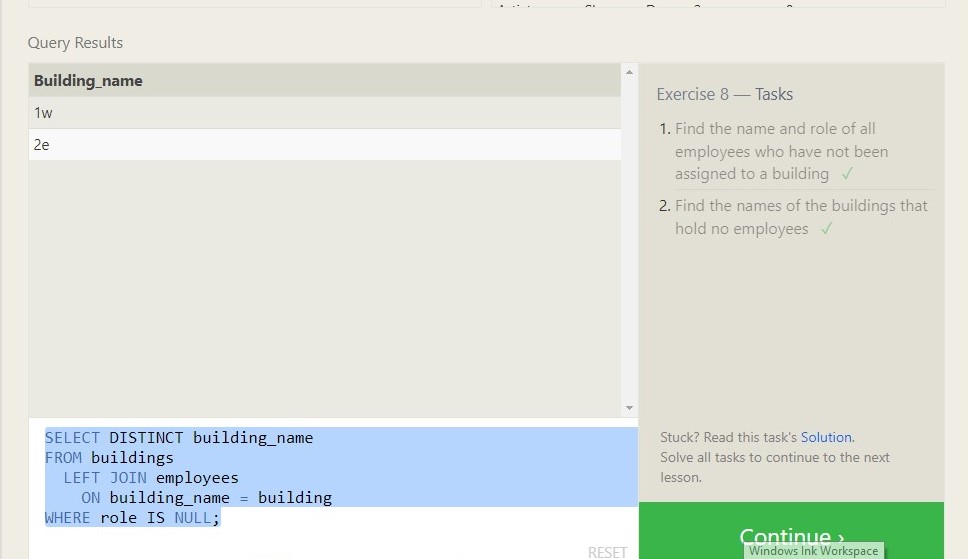 Query Results
Building_name
1w
2e
Exercise 8 — Tasks
1. Find the name and role of all
employees who have not been
assigned to a building ✓
2. Find the names of the buildings that
hold no employees ✓
SELECT DISTINCT building_name
FROM buildings
LEFT JOIN employees
ON building_name = building
WHERE role IS NULL;
RESET
Stuck? Read this task's Solution.
Solve all tasks to continue to the next
lesson.
Continue ›
Windows Ink Workspace